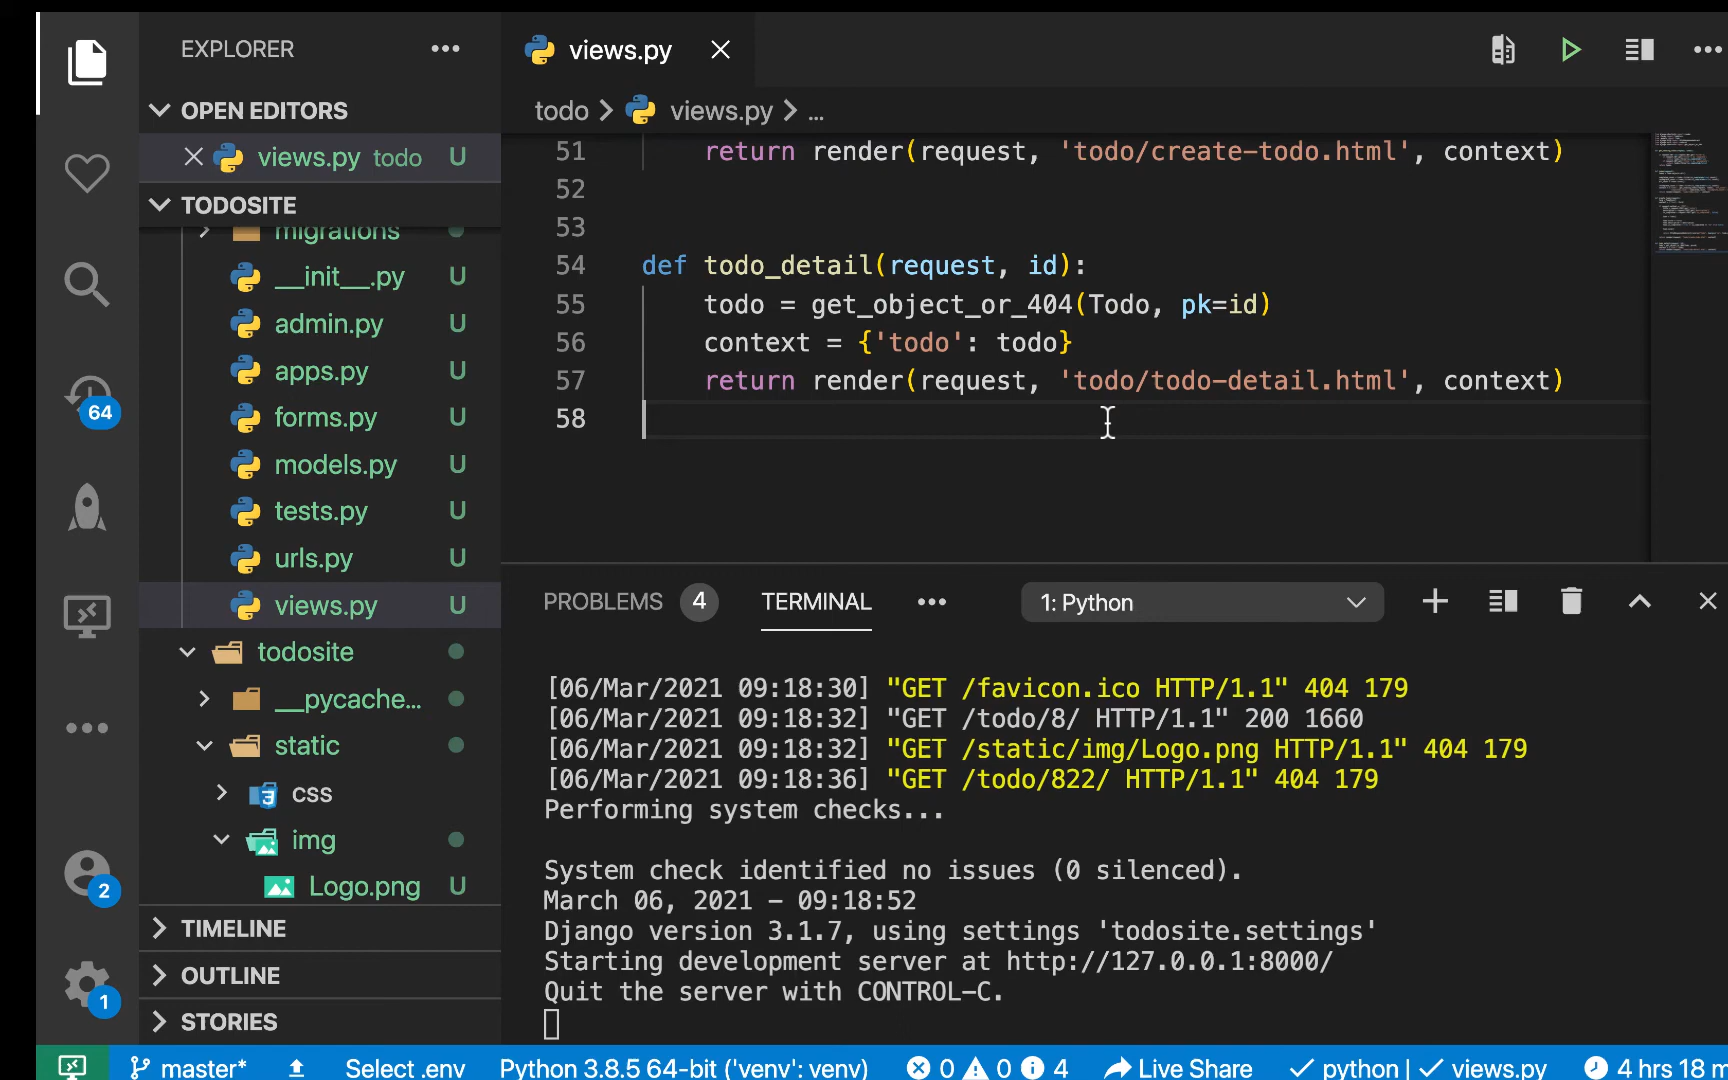 EXPLORER
views.py
OPEN EDITORS
todo > views.py > ...
views.py todo U
TODOSITE
migrations
__init__.py U
admin.py U
apps.py U
forms.py U
models.py U
tests.py U
urls.py U
views.py U
todosite
__pycache...
static
css
img
Logo.png U
TIMELINE
OUTLINE
STORIES
64
2
1
51 return render(request, 'todo/create-todo.html', context)
52
53
54 def todo_detail(request, id):
55 todo = get_object_or_404(Todo, pk=id)
56 context = {'todo': todo}
57 return render(request, 'todo/todo-detail.html', context)
58
PROBLEMS 4 TERMINAL 1: Python
[06/Mar/2021 09:18:30] "GET /favicon.ico HTTP/1.1" 404 179
[06/Mar/2021 09:18:32] "GET /todo/8/ HTTP/1.1" 200 1660
[06/Mar/2021 09:18:32] "GET /static/img/Logo.png HTTP/1.1" 404 179
[06/Mar/2021 09:18:36] "GET /todo/822/ HTTP/1.1" 404 179
Performing system checks...
System check identified no issues (0 silenced).
March 06, 2021 - 09:18:52
Django version 3.1.7, using settings 'todosite.settings'
Starting development server at http://127.0.0.1:8000/
Quit the server with CONTROL-C.
master* Select .env Python 3.8.5 64-bit ('venv': venv) 0 0 4 Live Share python | views.py 4 hrs 18 m